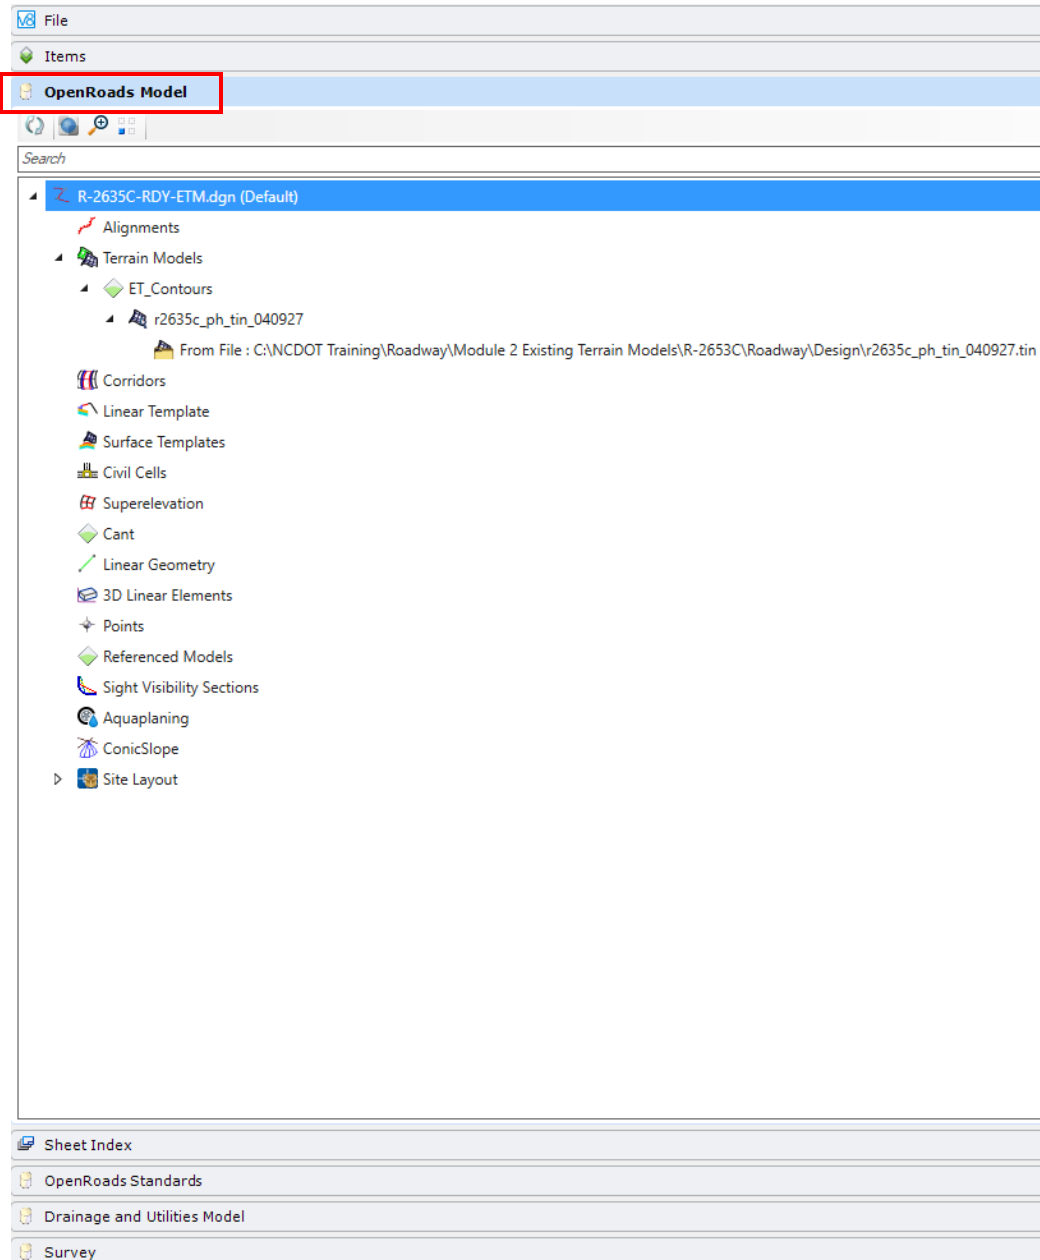 V8 File
Items
OpenRoads Model
Search
R-2635C-RDY-ETM.dgn (Default)
Alignments
Terrain Models
ET_Contours
r2635c_ph_tin_040927
From File : C:\NCDOT Training\Roadway\Module 2 Existing Terrain Models\R-2653C\Roadway\Design\r2635c_ph_tin_040927.tin
Corridors
Linear Template
Surface Templates
Civil Cells
Superelevation
Cant
Linear Geometry
3D Linear Elements
Points
Referenced Models
Sight Visibility Sections
Aquaplaning
ConicSlope
Site Layout
Sheet Index
OpenRoads Standards
Drainage and Utilities Model
Survey